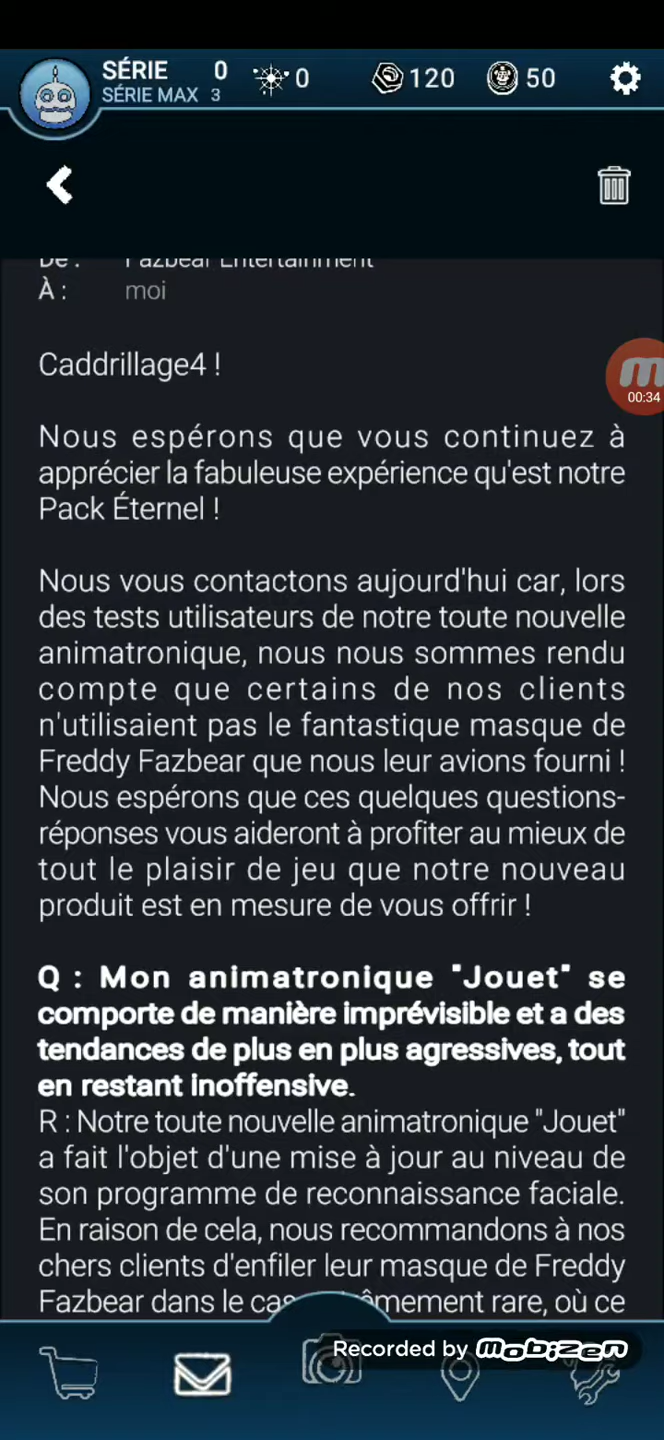 SÉRIE 0
SÉRIE MAX 3
0
120
50
De : Fazbear Entertainment
À : moi
Caddrillage4 !
m
00:34
Nous espérons que vous continuez à
apprécier la fabuleuse expérience qu'est notre
Pack Éternel !
Nous vous contactons aujourd'hui car, lors
des tests utilisateurs de notre toute nouvelle
animatronique, nous nous sommes rendu
compte que certains de nos clients
n'utilisaient pas le fantastique masque de
Freddy Fazbear que nous leur avions fourni !
Nous espérons que ces quelques questions-
réponses vous aideront à profiter au mieux de
tout le plaisir de jeu que notre nouveau
produit est en mesure de vous offrir !
Q : Mon animatronique "Jouet" se
comporte de manière imprévisible et a des
tendances de plus en plus agressives, tout
en restant inoffensive.
R : Notre toute nouvelle animatronique "Jouet"
a fait l'objet d'une mise à jour au niveau de
son programme de reconnaissance faciale.
En raison de cela, nous recommandons à nos
chers clients d'enfiler leur masque de Freddy
Fazbear dans le rare, où ce
Recorded by mobizen